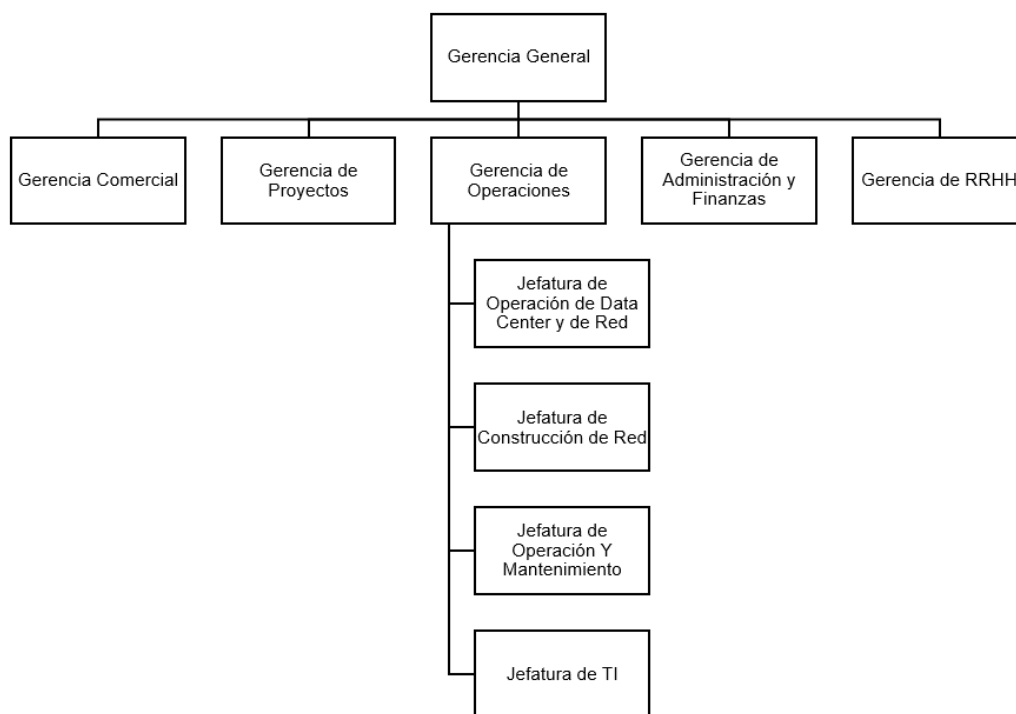 Gerencia General
Gerencia Comercial
Gerencia de
Proyectos
Gerencia de
Operaciones
Gerencia de
Administración y
Finanzas
Gerencia de RRHH
Jefatura de
Operación de Data
Center y de Red
Jefatura de
Construcción de Red
Jefatura de
Operación Y
Mantenimiento
Jefatura de TI